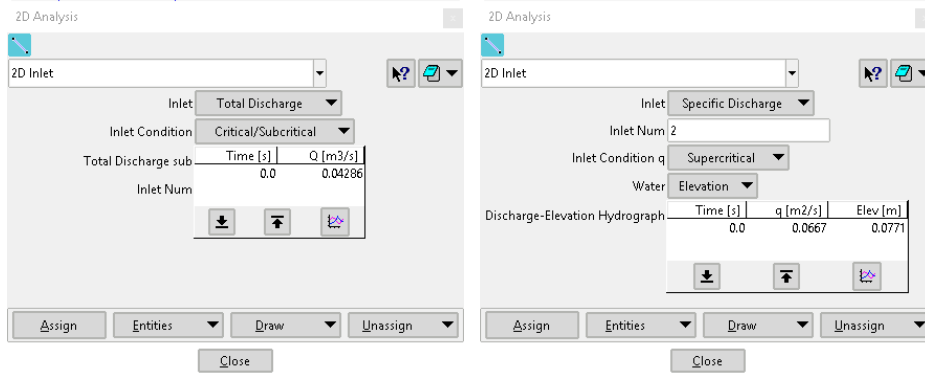 2D Analysis
2D Inlet
Inlet Total Discharge
Inlet Condition Critical/Subcritical
Total Discharge sub Time [s] Q [m3/s]
0.0 0.04286
Inlet Num
Assign Entities Draw Unassign
Close
2D Analysis
2D Inlet
Inlet Specific Discharge
Inlet Num 2
Inlet Condition q Supercritical
Water Elevation
Discharge-Elevation Hydrograph Time [s] q [m2/s] Elev [m]
0.0 0.0667 0.0771
Assign Entities Draw Unassign
Close